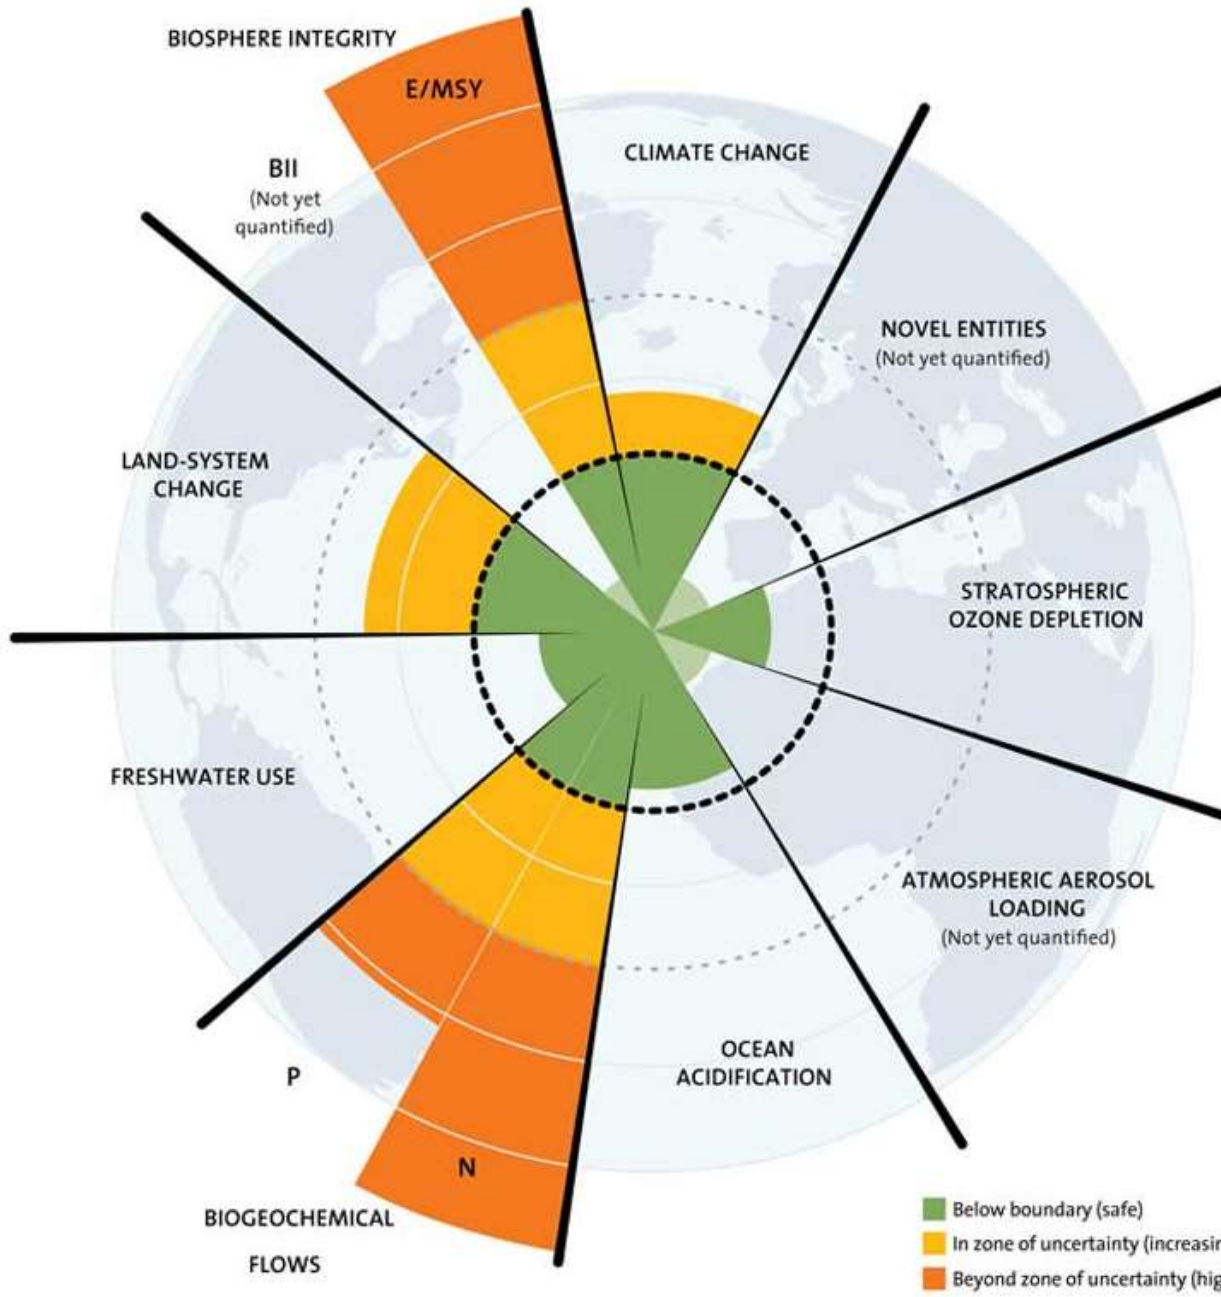 BIOSPHERE INTEGRITY
E/MSY
BII
(Not yet
quantified)
CLIMATE CHANGE
NOVEL ENTITIES
(Not yet quantified)
LAND-SYSTEM
CHANGE
STRATOSPHERIC
OZONE DEPLETION
FRESHWATER USE
ATMOSPHERIC AEROSOL
LOADING
(Not yet quantified)
OCEAN
ACIDIFICATION
P
N
BIOGEOCHEMICAL
FLOWS
Below boundary (safe)
In zone of uncertainty (increasin
Beyond zone of uncertainty (hig